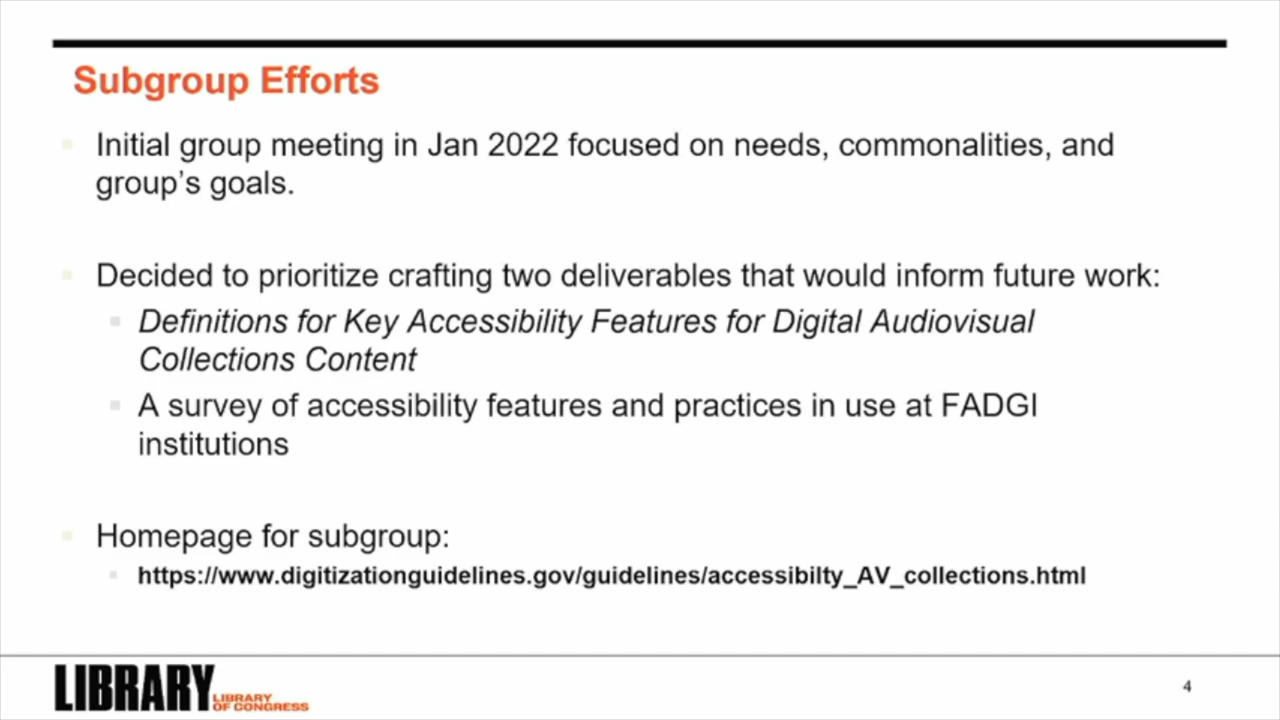 Subgroup Efforts
Initial group meeting in Jan 2022 focused on needs, commonalities, and
group’s goals.
Decided to prioritize crafting two deliverables that would inform future work:
Definitions for Key Accessibility Features for Digital Audiovisual
Collections Content
A survey of accessibility features and practices in use at FADGI
institutions
Homepage for subgroup:
https://www.digitizationguidelines.gov/guidelines/accessibilty_AV_collections.html
LIBRARY
LIBRARY
OF CONGRESS
4